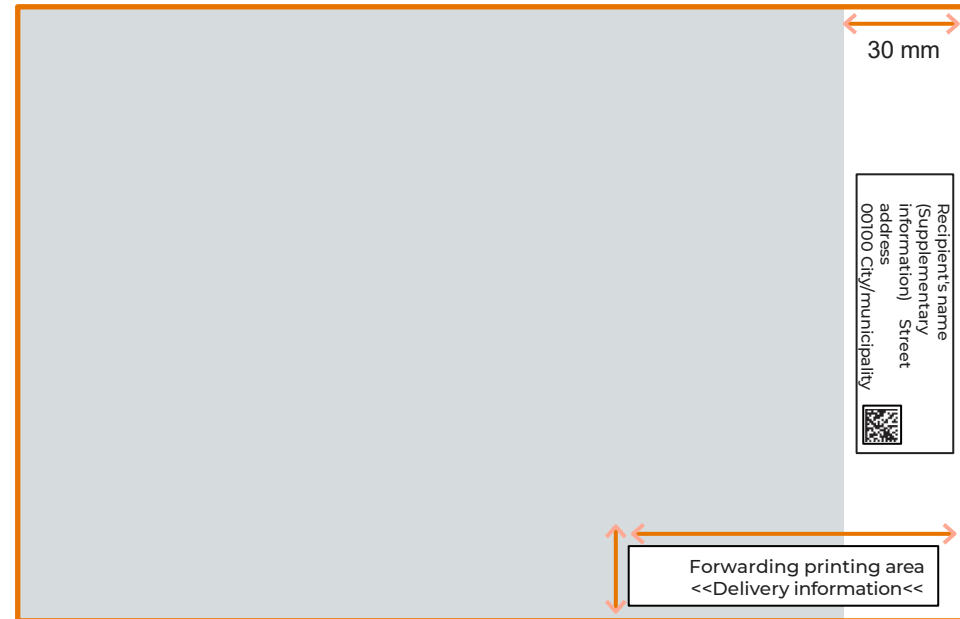 30 mm
Recipient's name
(Supplementary
information) Street
address
00100 City/municipality
Forwarding printing area
<<Delivery information<<